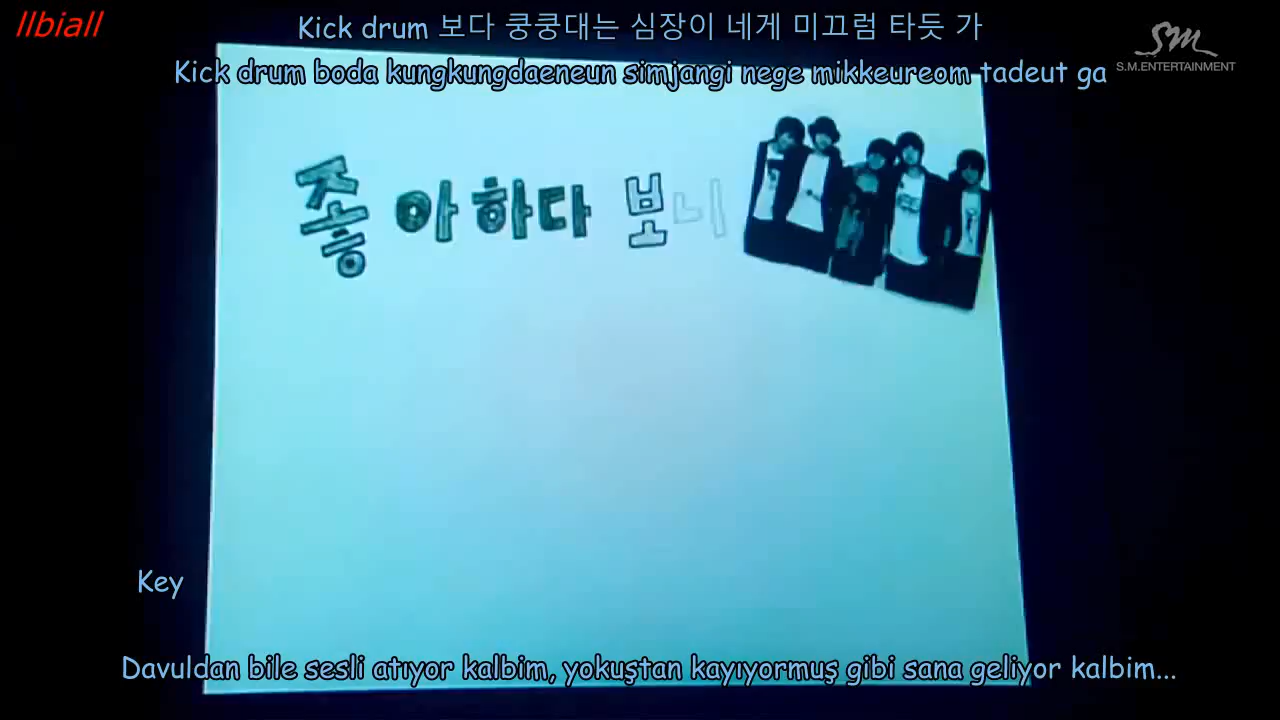 llbiall
Kick drum 보다 쿵쿵대는 심장이 네게 미끄럼 타듯 가
Kick drum boda kungkungdaeneun simjangi nege mikkeureom tadeut ga
SM
S.M.ENTERTAINMENT
좋 아 하다 보니
Key
Davuldan bile sesli atıyor kalbim, yokuştan kayıyormuş gibi sana geliyor kalbim...